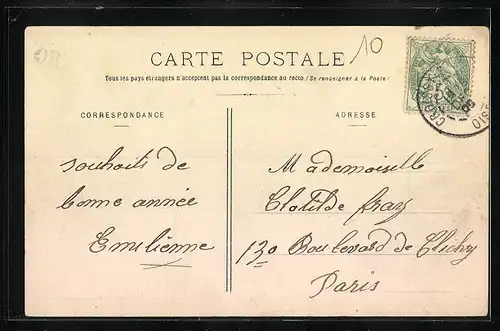 10
CARTE POSTALE
Tous les pays étrangers n'acceptent pas la correspondance au recto (Se renseigner à la Poste)
CORRESPONDANCE
ADRESSE
souhaits de
bonne année
Emilienne
Mademoiselle
Clotilde
130 Boulevard de Clichy
Paris